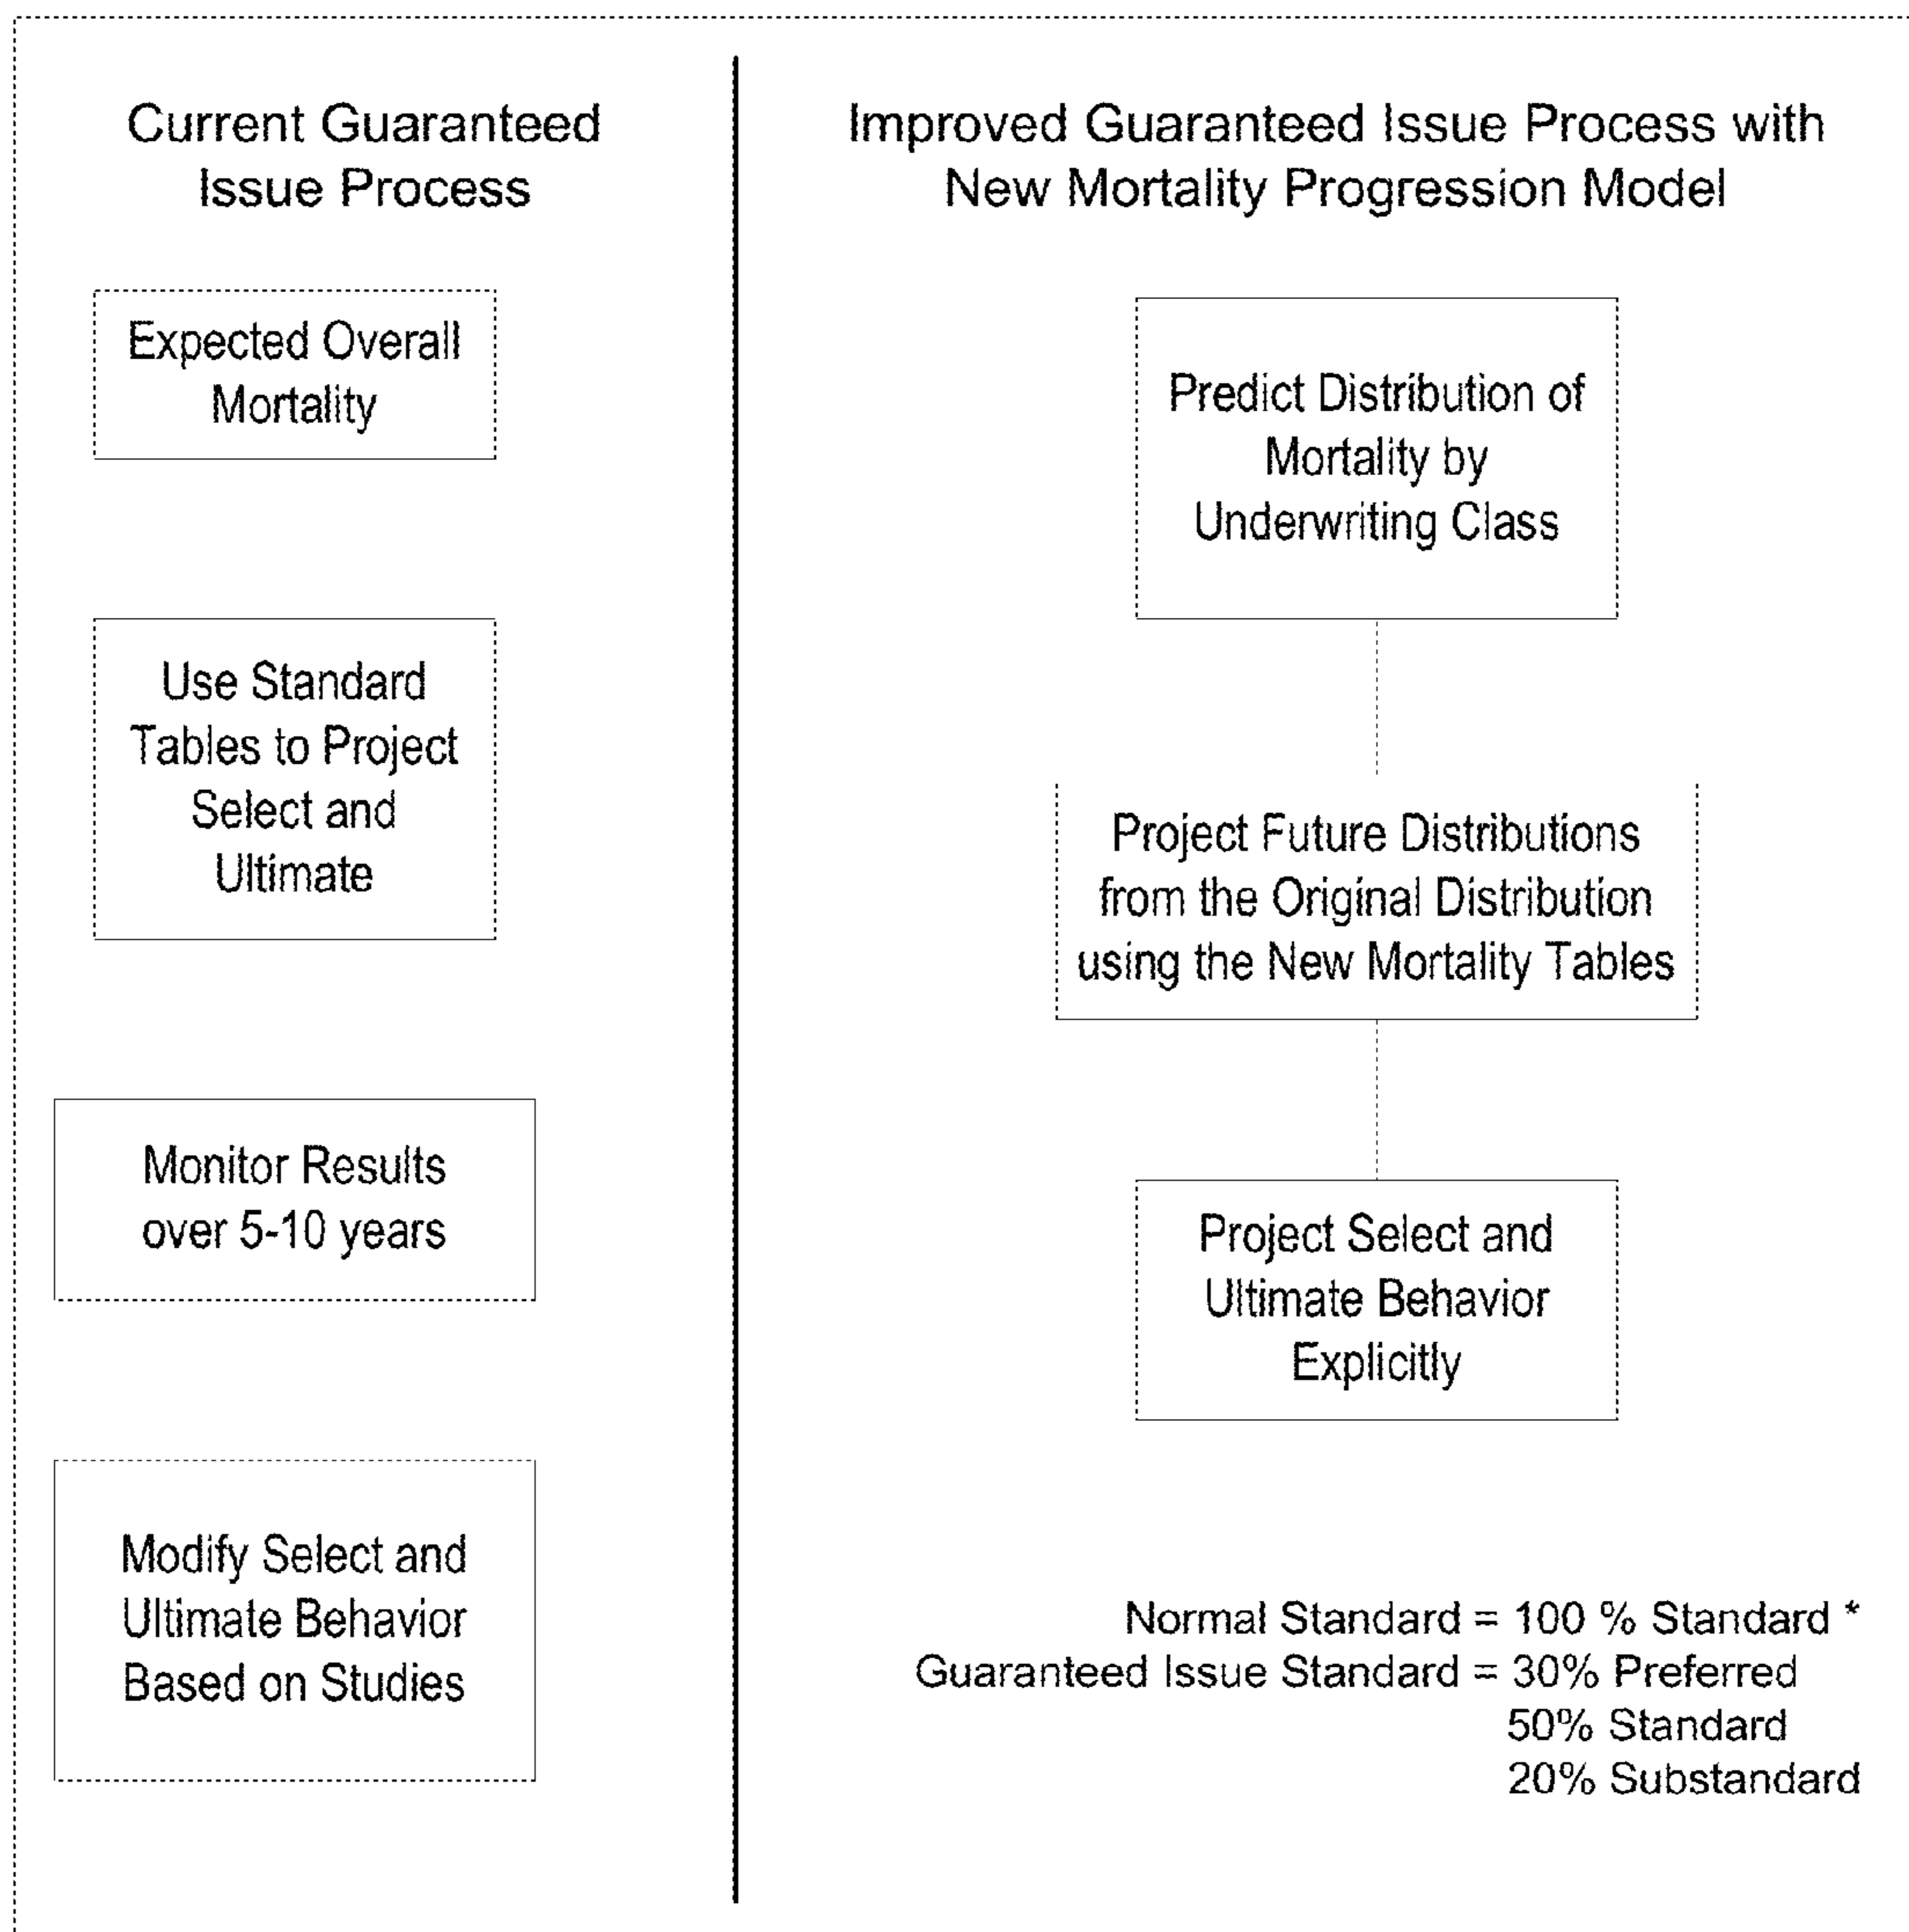 Current Guaranteed
Issue Process
Expected Overall
Mortality
Use Standard
Tables to Project
Select and
Ultimate
Monitor Results
over 5-10 years
Modify Select and
Ultimate Behavior
Based on Studies
Improved Guaranteed Issue Process with
New Mortality Progression Model
Predict Distribution of
Mortality by
Underwriting Class
Project Future Distributions
from the Original Distribution
using the New Mortality Tables
Project Select and
Ultimate Behavior
Explicitly
Normal Standard = 100 % Standard *
Guaranteed Issue Standard = 30% Preferred
50% Standard
20% Substandard